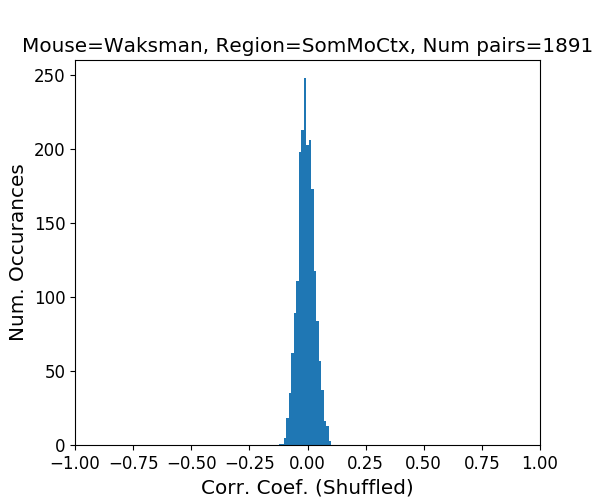 Mouse=Waksman, Region=SomMoCtx, Num pairs=1891
250
200
150
100
50
0
Num. Occurances
−1.00 −0.75 −0.50 −0.25 0.00 0.25 0.50 0.75 1.00
Corr. Coef. (Shuffled)